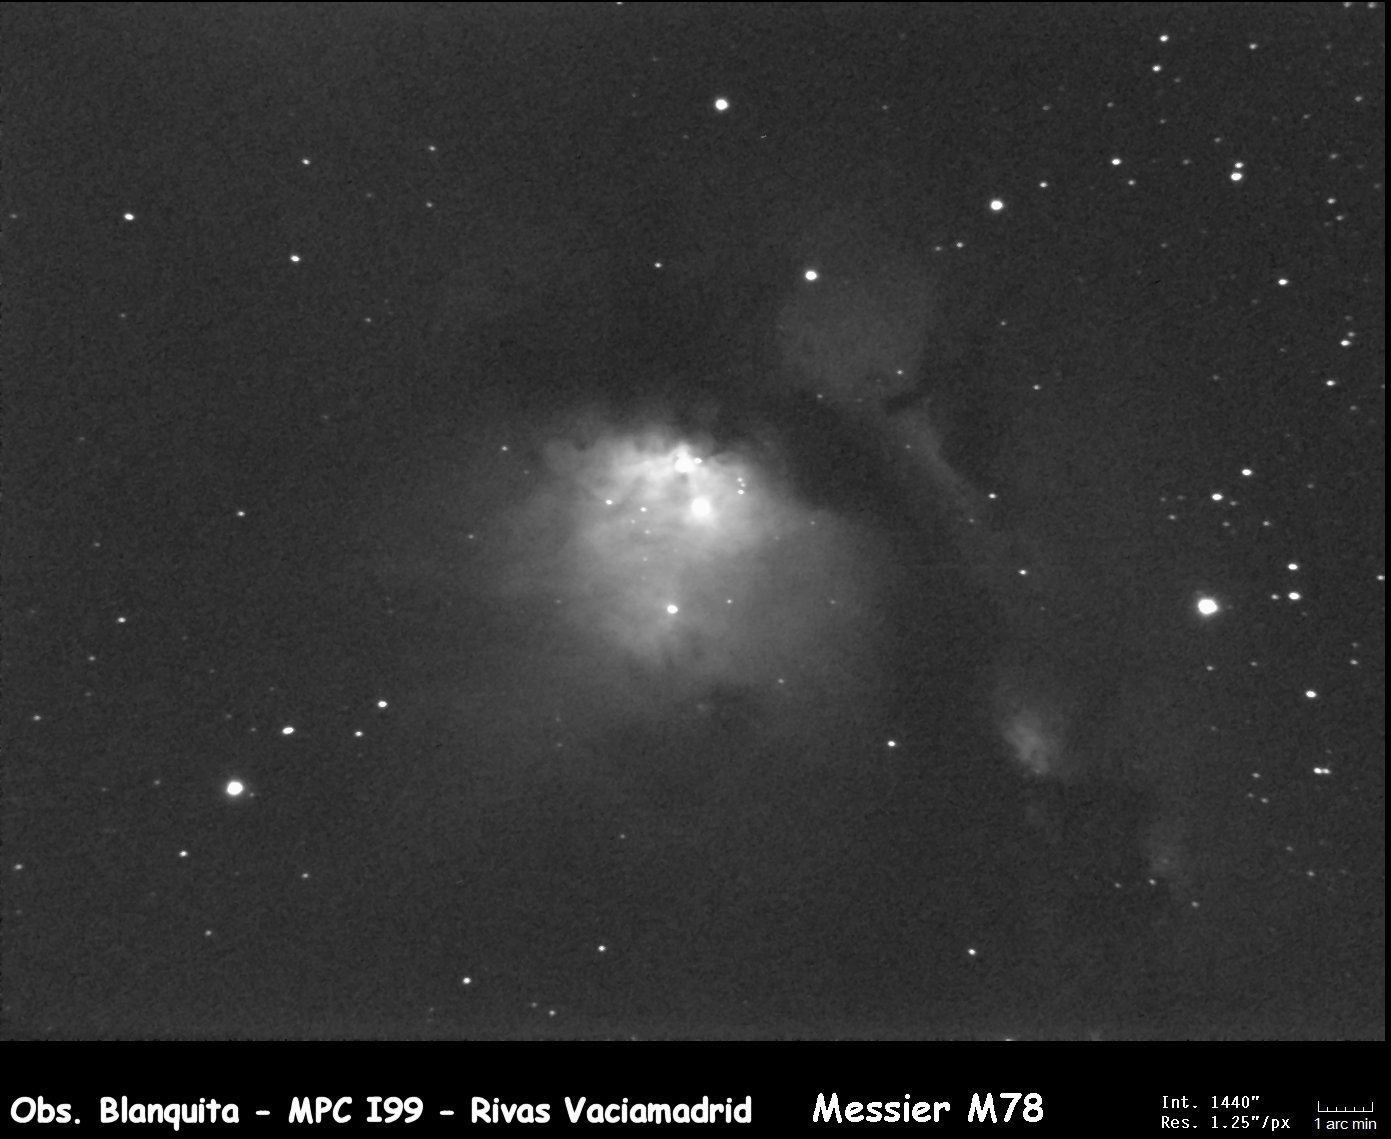 Obs. Blanquita - MPC I99 - Rivas Vaciamadrid
Messier M78
Int. 1440"
Res. 1.25"/px
1 arc min